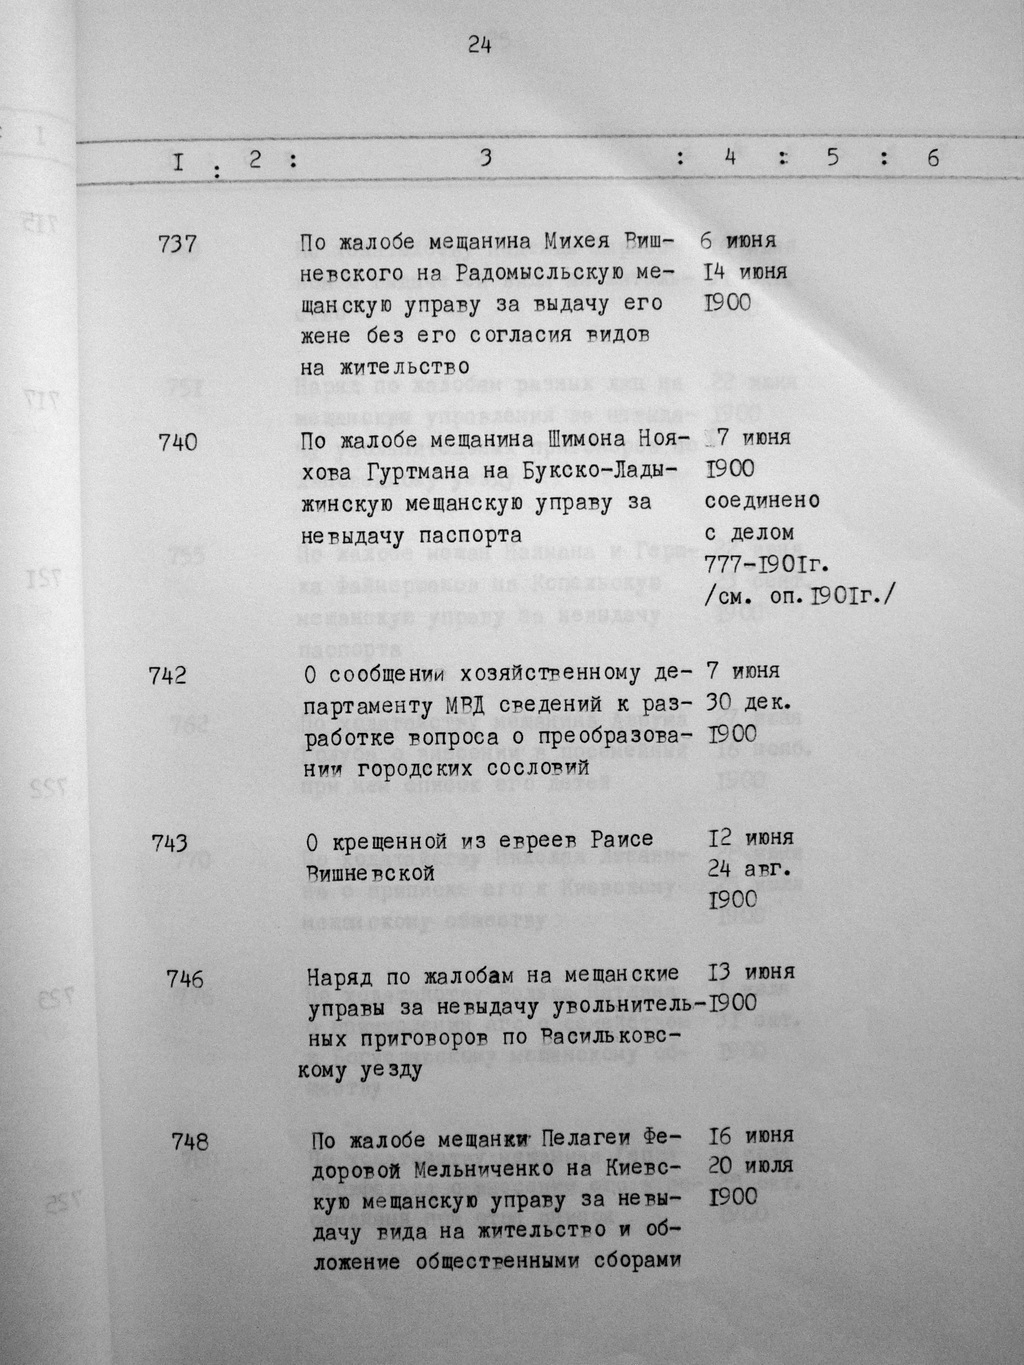 24
I : 2 : 3 : 4 : 5 : 6
737 По жалобе мещанина Михея Виш- 6 июня
невского на Радомысльскую ме- I4 июня
щанскую управу за выдачу его I900
жене без его согласия видов
на жительство
740 По жалобе мещанина Шимона Ноя- 7 июня
хова Гуртмана на Букско-Лады- I900
жинскую мещанскую управу за соединено
невыдачу паспорта с делом
777-I90Iг.
/см. оп.I90Iг./
742 О сообщении хозяйственному де- 7 июня
партаменту МВД сведений к раз- 30 дек.
работке вопроса о преобразова- I900
нии городских сословий
743 О крещенной из евреев Раисе I2 июня
Вишневской 24 авг.
I900
746 Наряд по жалобам на мещанские I3 июня
управы за невыдачу увольнитель- I900
ных приговоров по Васильковс-
кому уезду
748 По жалобе мещанки Пелагеи Фе- I6 июня
доровой Мельниченко на Киевс- 20 июля
кую мещанскую управу за невы- I900
дачу вида на жительство и об-
ложение общественными сборами